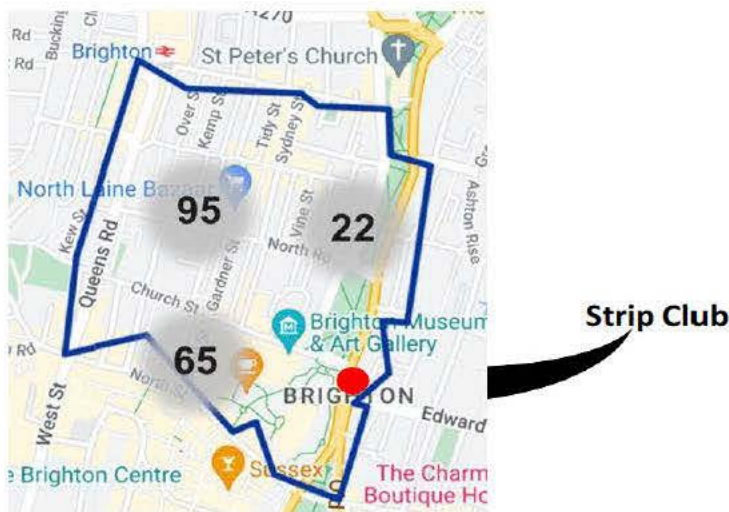 A270
Rd
Bucking
Brighton
St Peter's Church
Over St
Kemp St
Tidy St
Sydney St
North Laine Bazaar
95
22
Vine St
Ashton Rise
Kew St
Queens Rd
North Rd
Gardner St
Church St
Brighton Museum
& Art Gallery
Strip Club
65
Rd
North St
BRIGHTON
Edward
West St
e Brighton Centre
Sussex
The Charm
Boutique Ho